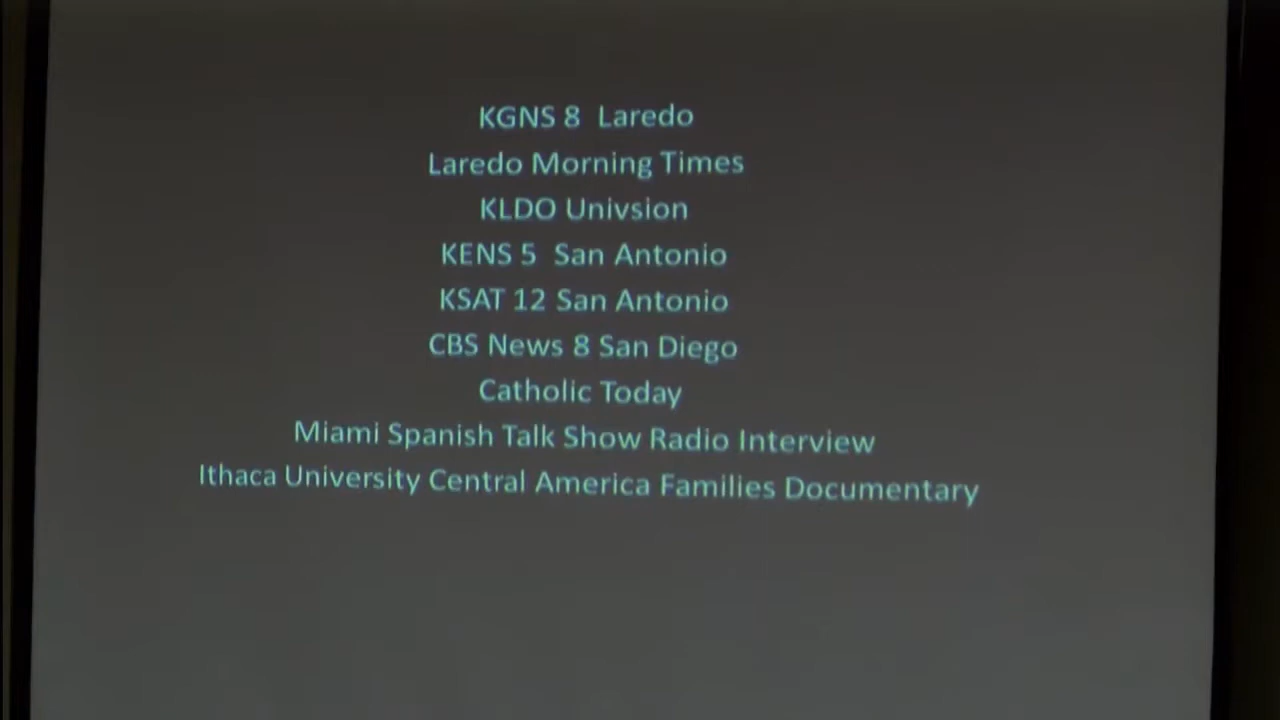 KGNS 8 Laredo
Laredo Morning Times
KLDO Univsion
KENS 5 San Antonio
KSAT 12 San Antonio
CBS News 8 San Diego
Catholic Today
Miami Spanish Talk Show Radio Interview
Ithaca University Central America Families Documentary